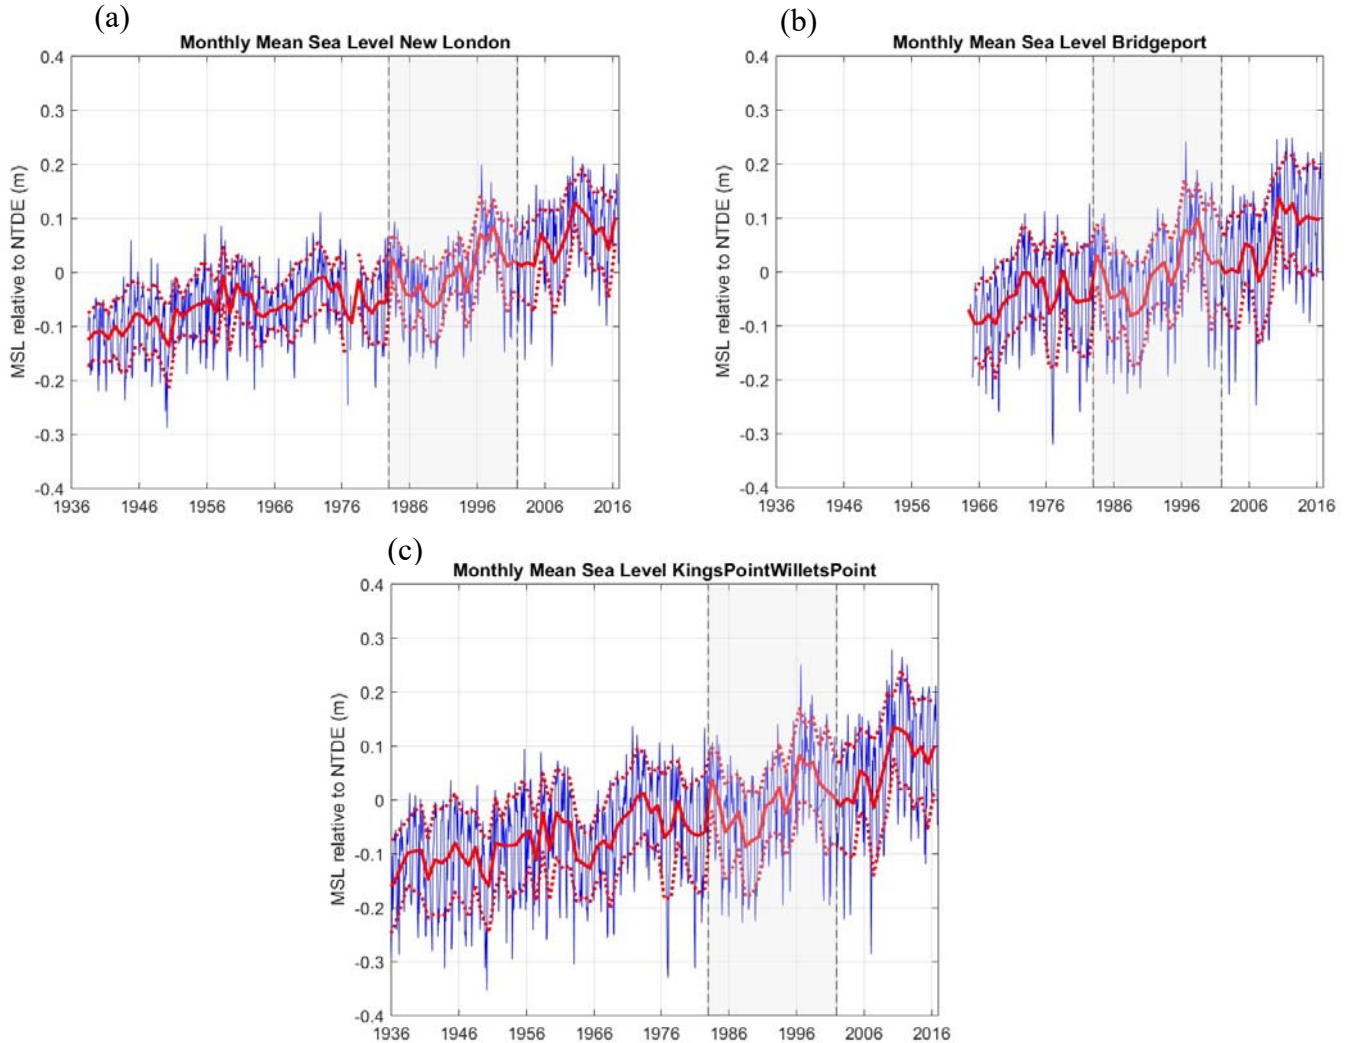 (a)
Monthly Mean Sea Level New London
MSL relative to NTDE (m)
0.4
0.3
0.2
0.1
0
-0.1
-0.2
-0.3
-0.4
1936 1946 1956 1966 1976 1986 1996 2006 2016
(b)
Monthly Mean Sea Level Bridgeport
MSL relative to NTDE (m)
0.4
0.3
0.2
0.1
0
-0.1
-0.2
-0.3
-0.4
1936 1946 1956 1966 1976 1986 1996 2006 2016
(c)
Monthly Mean Sea Level KingsPointWilletsPoint
MSL relative to NTDE (m)
0.4
0.3
0.2
0.1
0
-0.1
-0.2
-0.3
-0.4
1936 1946 1956 1966 1976 1986 1996 2006 2016